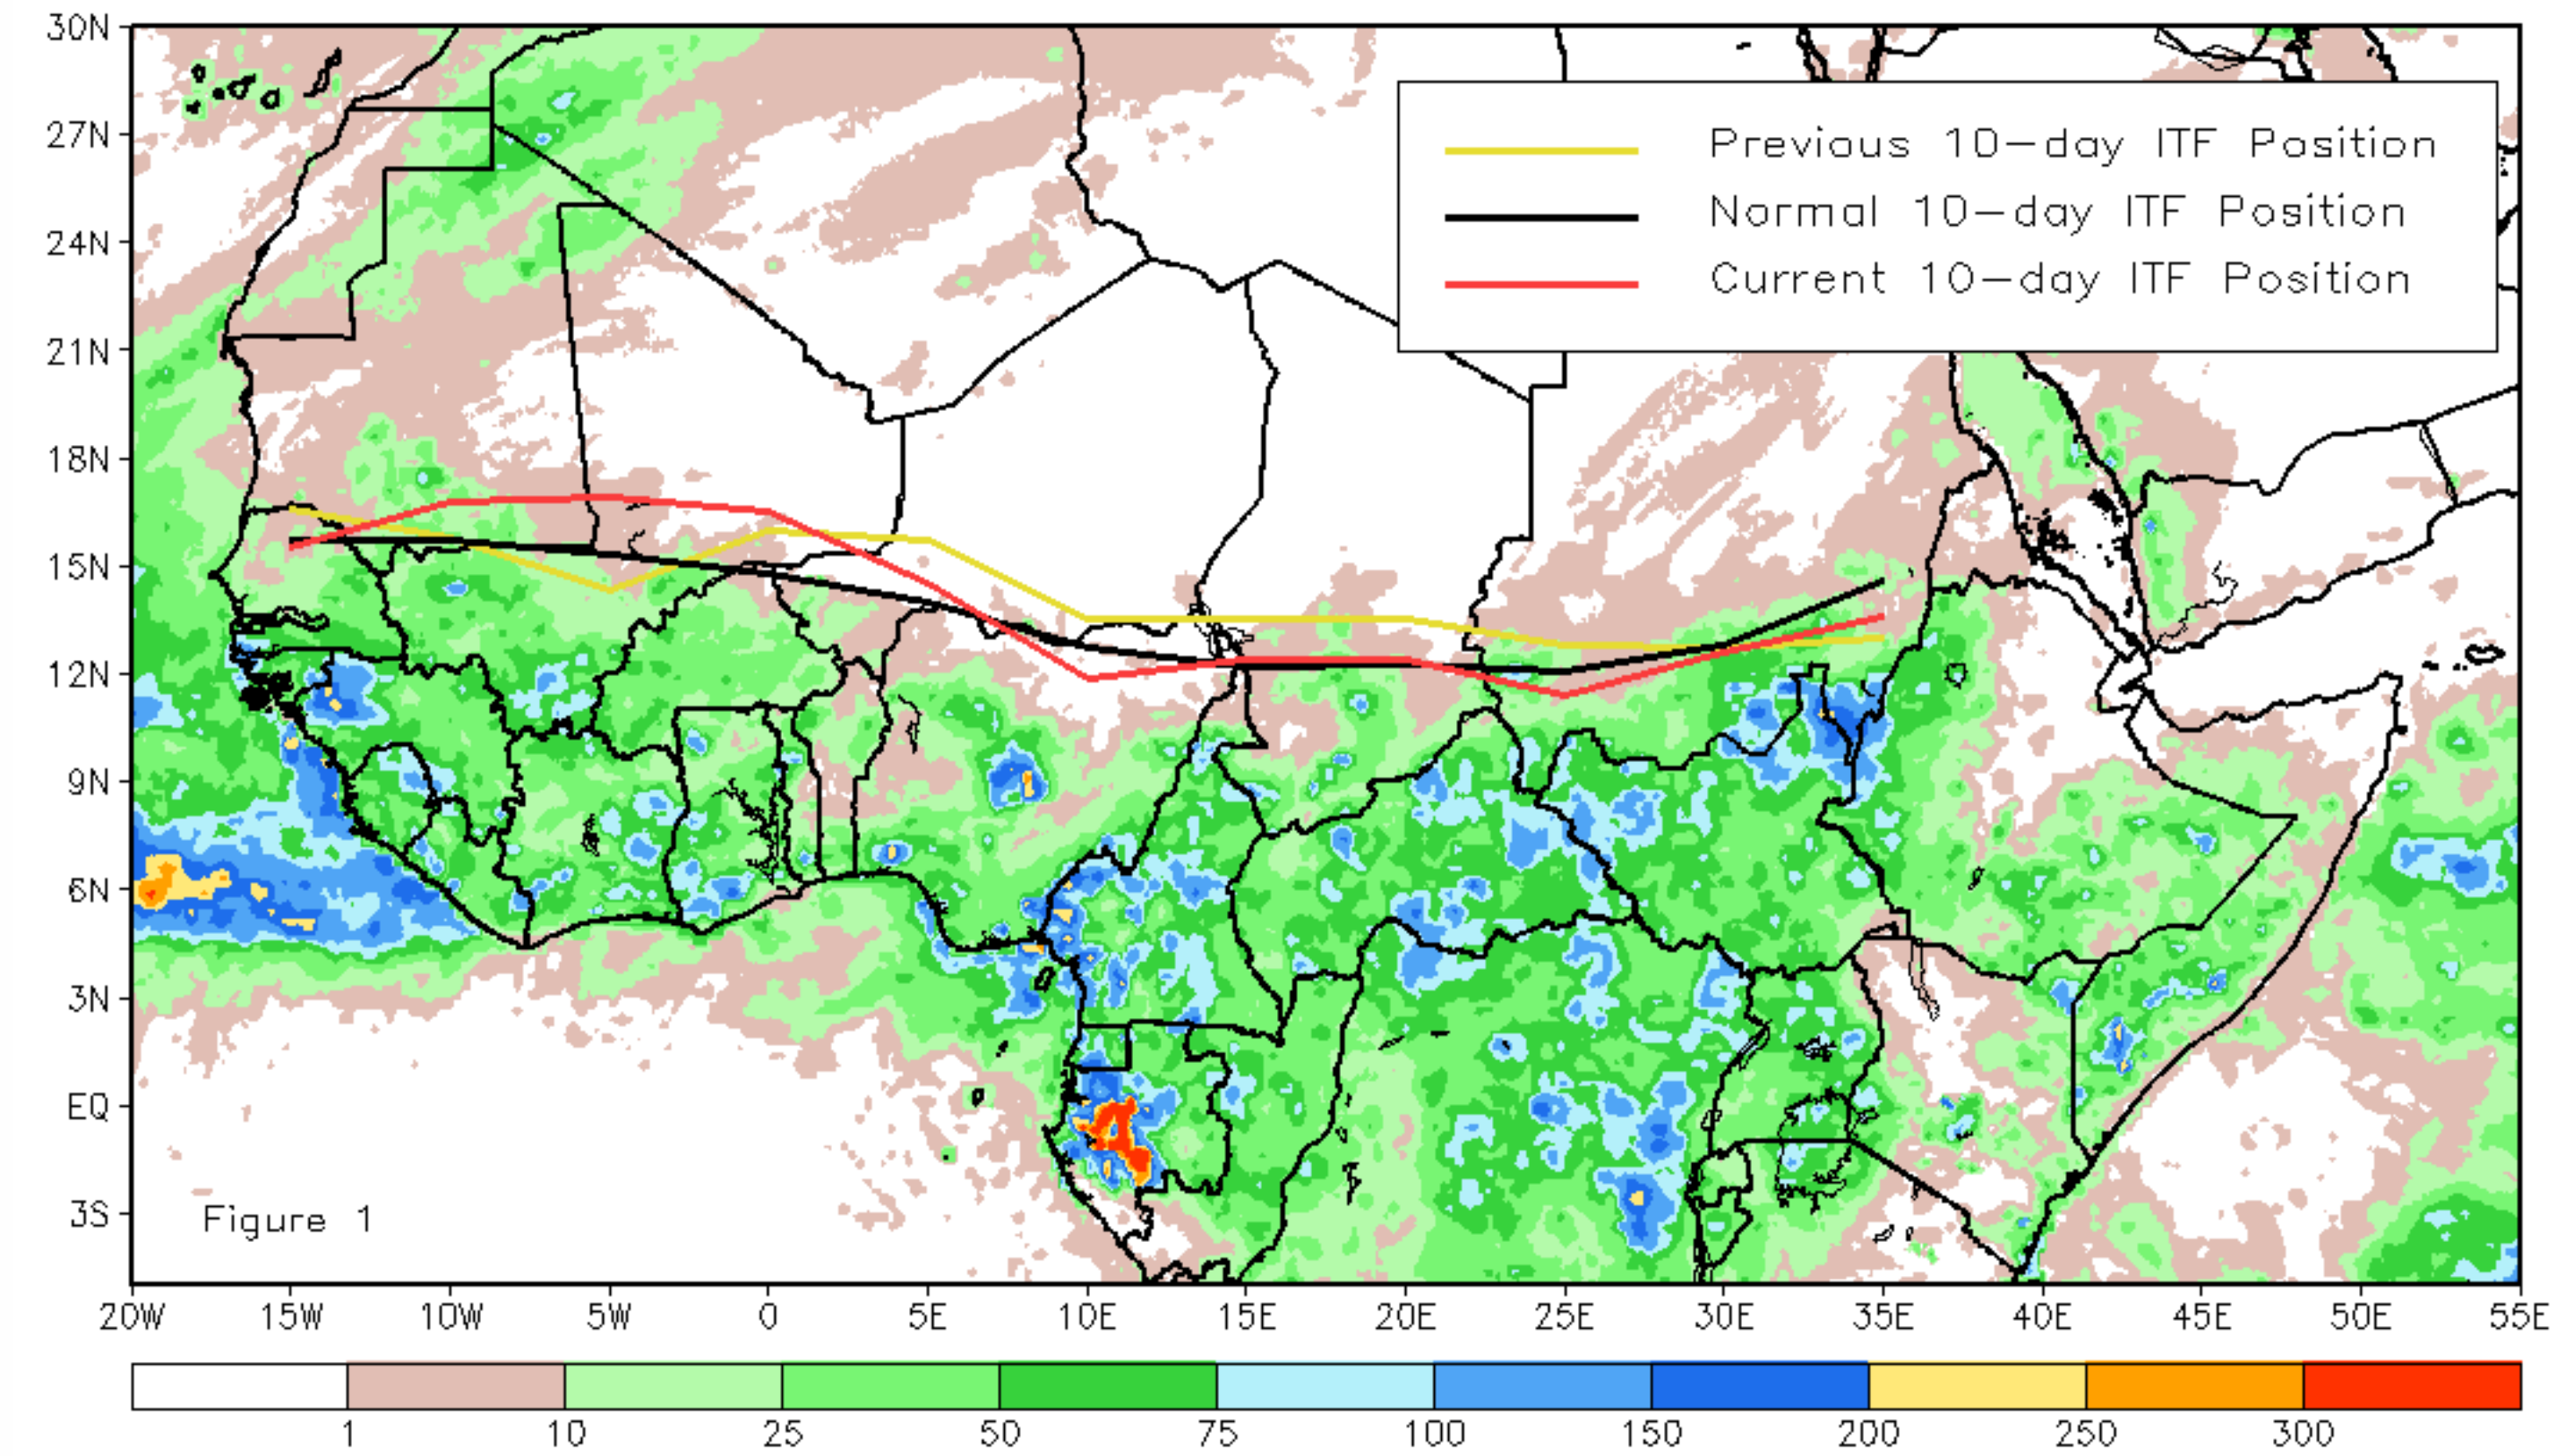 30N
27N
24N
21N
18N
15N
12N
9N
6N
3N
EQ
3S
Previous 10-day ITF Position
Normal 10-day ITF Position
Current 10-day ITF Position
Figure 1
20W 15W 10W 5W 0 5E 10E 15E 20E 25E 30E 35E 40E 45E 50E 55E
1 10 25 50 75 100 150 200 250 300